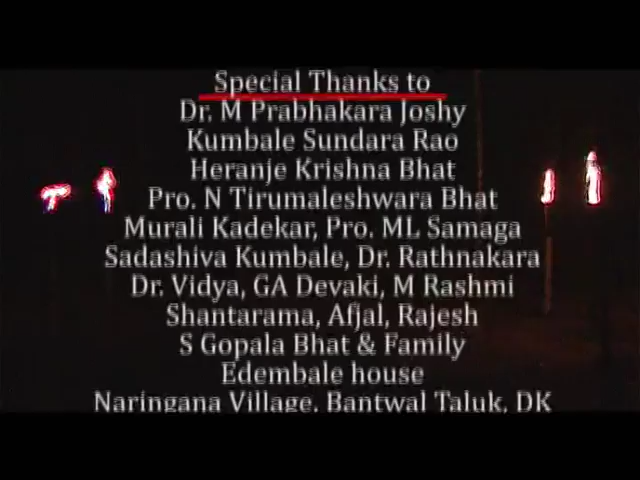 Special Thanks to
Dr. M Prabhakara Joshy
Kumbale Sundara Rao
Heranje Krishna Bhat
Pro. N Tirumaleshwara Bhat
Murali Kadekar, Pro. ML Samaga
Sadashiva Kumbale, Dr. Rathnakara
Dr. Vidya, GA Devaki, M Rashmi
Shantarama, Afjal, Rajesh
S Gopala Bhat & Family
Edembale house
Naringana Village, Bantwal Taluk, DK